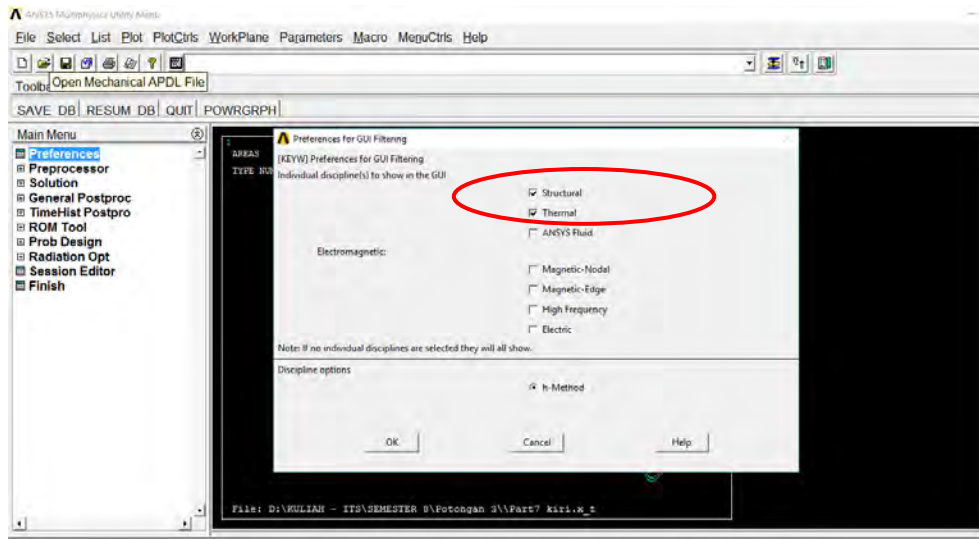 ANSYS Multiphysics Utility Menu
File Select List Plot PlotCtrls WorkPlane Parameters Macro MenuCtrls Help
Open Mechanical APDL File
SAVE_DB RESUM_DB QUIT POWRGRPH
Main Menu
Preferences
Preprocessor
Solution
General Postproc
TimeHist Postpro
ROM Tool
Prob Design
Radiation Opt
Session Editor
Finish
AREAS
TYPE NUM
Preferences for GUI Filtering
[KEYW] Preferences for GUI Filtering
Individual discipline(s) to show in the GUI
Structural
Thermal
ANSYS Fluid
Electromagnetic:
Magnetic-Nodal
Magnetic-Edge
High Frequency
Electric
Note: If no individual disciplines are selected they will all show.
Discipline options
h-Method
OK Cancel Help
File: D:\KULIAH - ITS\SEMESTER 8\Potongan 3\\Part7 kiri.x_t